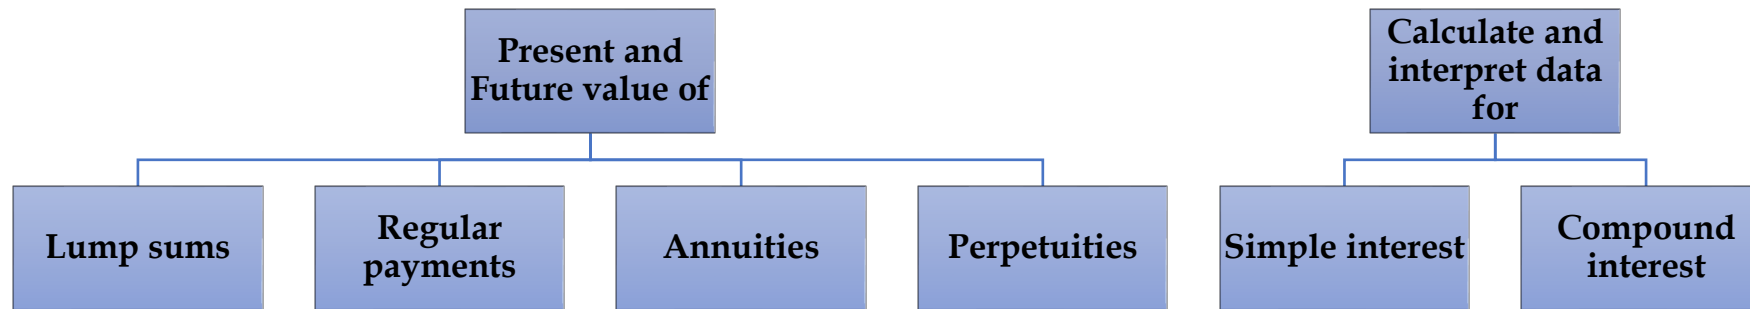 Present and
Future value of
Calculate and
interpret data
for
Lump sums
Regular
payments
Annuities
Perpetuities
Simple interest
Compound
interest